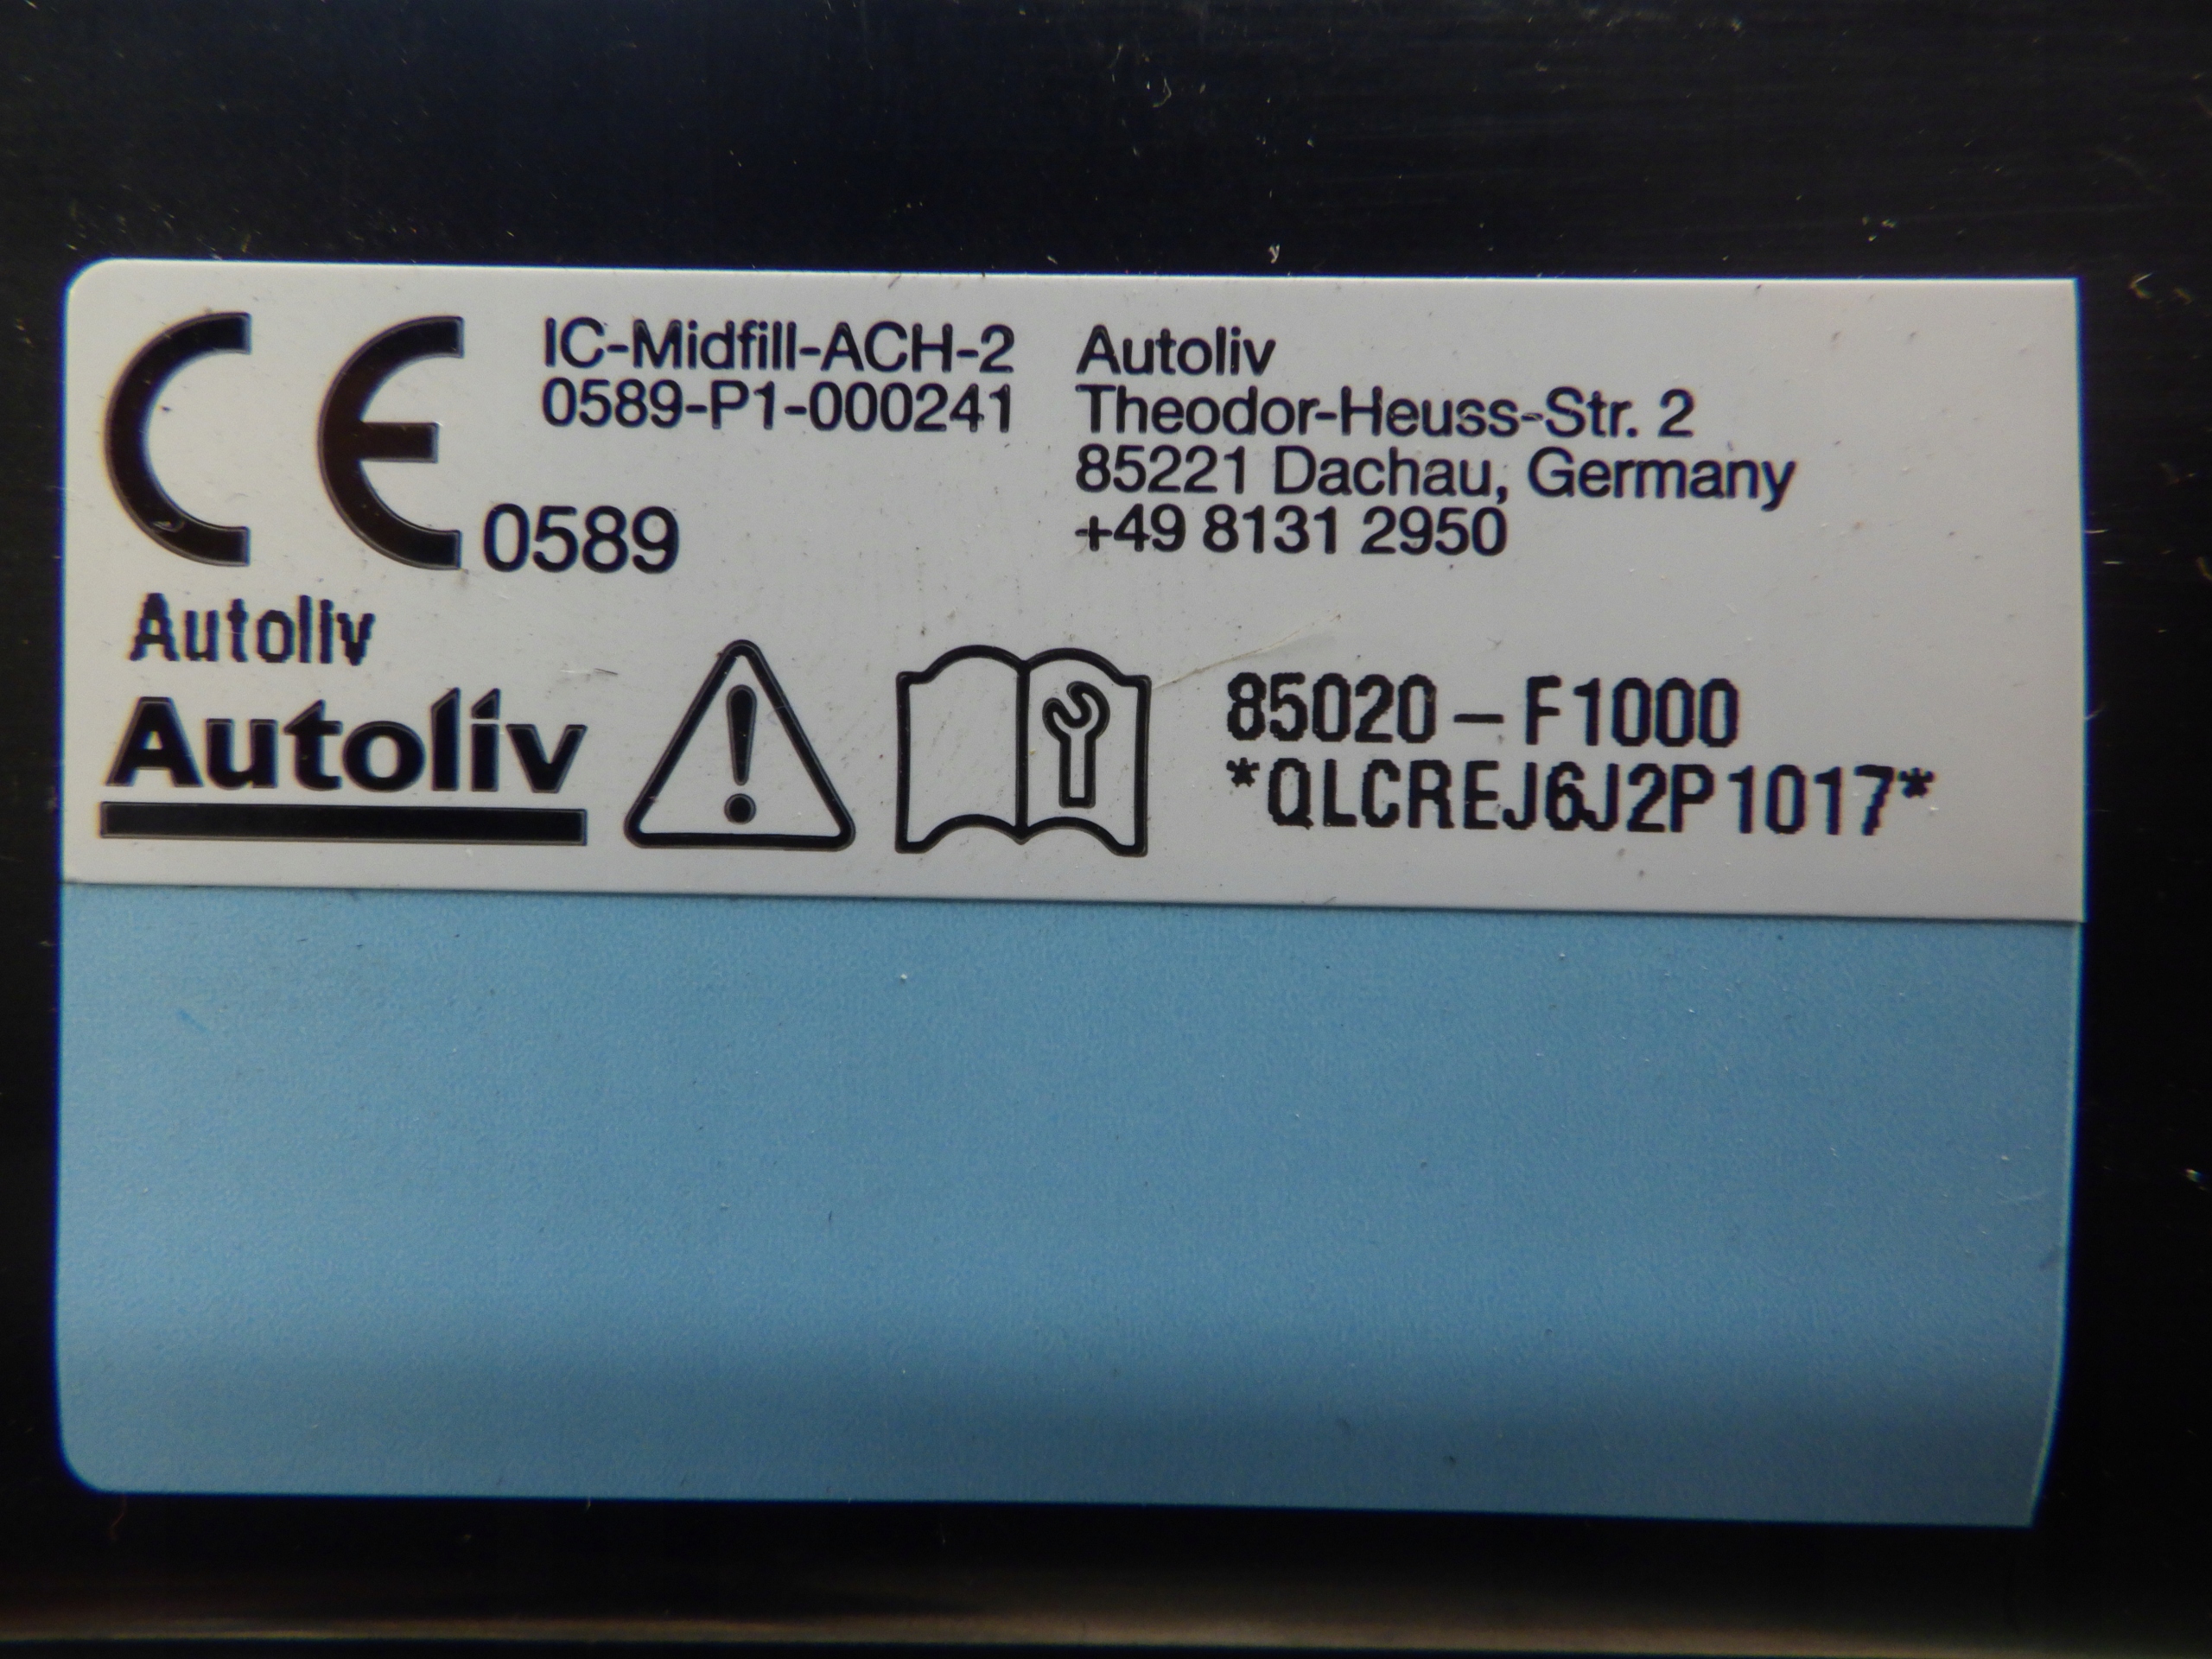 CE 0589
IC-Midfill-ACH-2
0589-P1-000241
Autoliv
Theodor-Heuss-Str. 2
85221 Dachau, Germany
+49 8131 2950
Autoliv
Autoliv
85020-F1000
*QLCREJ6J2P1017*